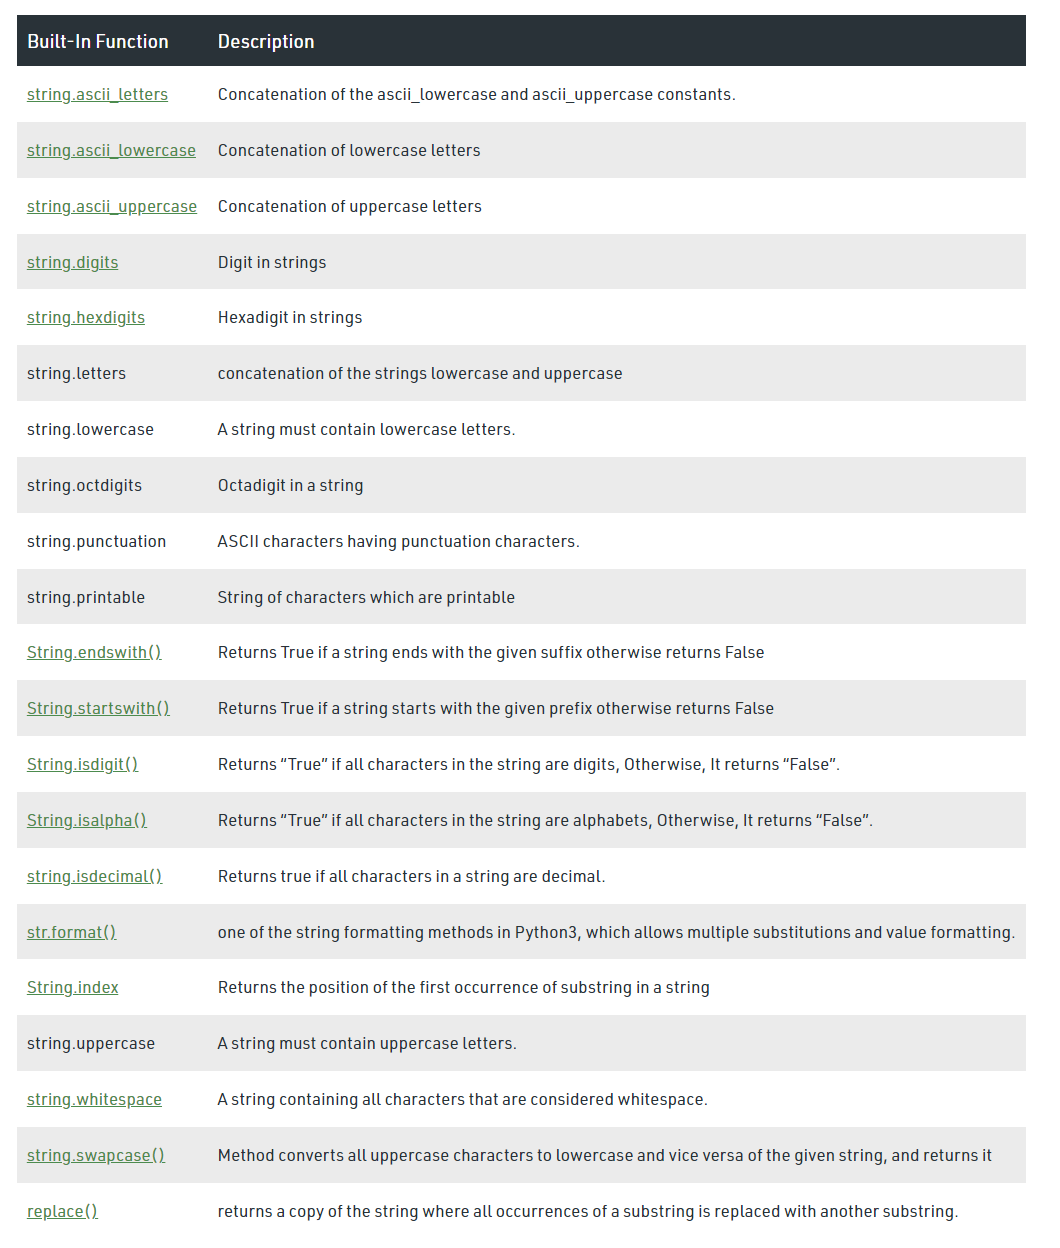 Built-In Function Description
string.ascii_letters Concatenation of the ascii_lowercase and ascii_uppercase constants.
string.ascii_lowercase Concatenation of lowercase letters
string.ascii_uppercase Concatenation of uppercase letters
string.digits Digit in strings
string.hexdigits Hexadigit in strings
string.letters concatenation of the strings lowercase and uppercase
string.lowercase A string must contain lowercase letters.
string.octdigits Octadigit in a string
string.punctuation ASCII characters having punctuation characters.
string.printable String of characters which are printable
String.endswith() Returns True if a string ends with the given suffix otherwise returns False
String.startswith() Returns True if a string starts with the given prefix otherwise returns False
String.isdigit() Returns “True” if all characters in the string are digits, Otherwise, It returns “False”.
String.isalpha() Returns “True” if all characters in the string are alphabets, Otherwise, It returns “False”.
string.isdecimal() Returns true if all characters in a string are decimal.
str.format() one of the string formatting methods in Python3, which allows multiple substitutions and value formatting.
String.index Returns the position of the first occurrence of substring in a string
string.uppercase A string must contain uppercase letters.
string.whitespace A string containing all characters that are considered whitespace.
string.swapcase() Method converts all uppercase characters to lowercase and vice versa of the given string, and returns it
replace() returns a copy of the string where all occurrences of a substring is replaced with another substring.